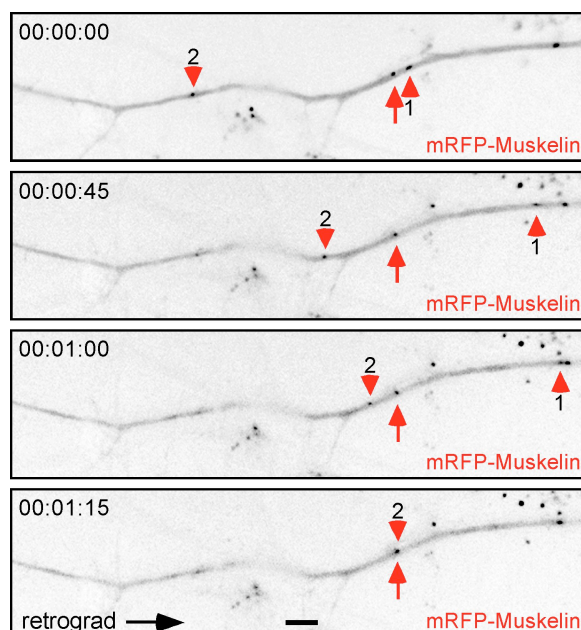 00:00:00
2
1
mRFP-Muskelin
00:00:45
2
1
mRFP-Muskelin
00:01:00
2
1
mRFP-Muskelin
00:01:15
2
retrograd
mRFP-Muskelin